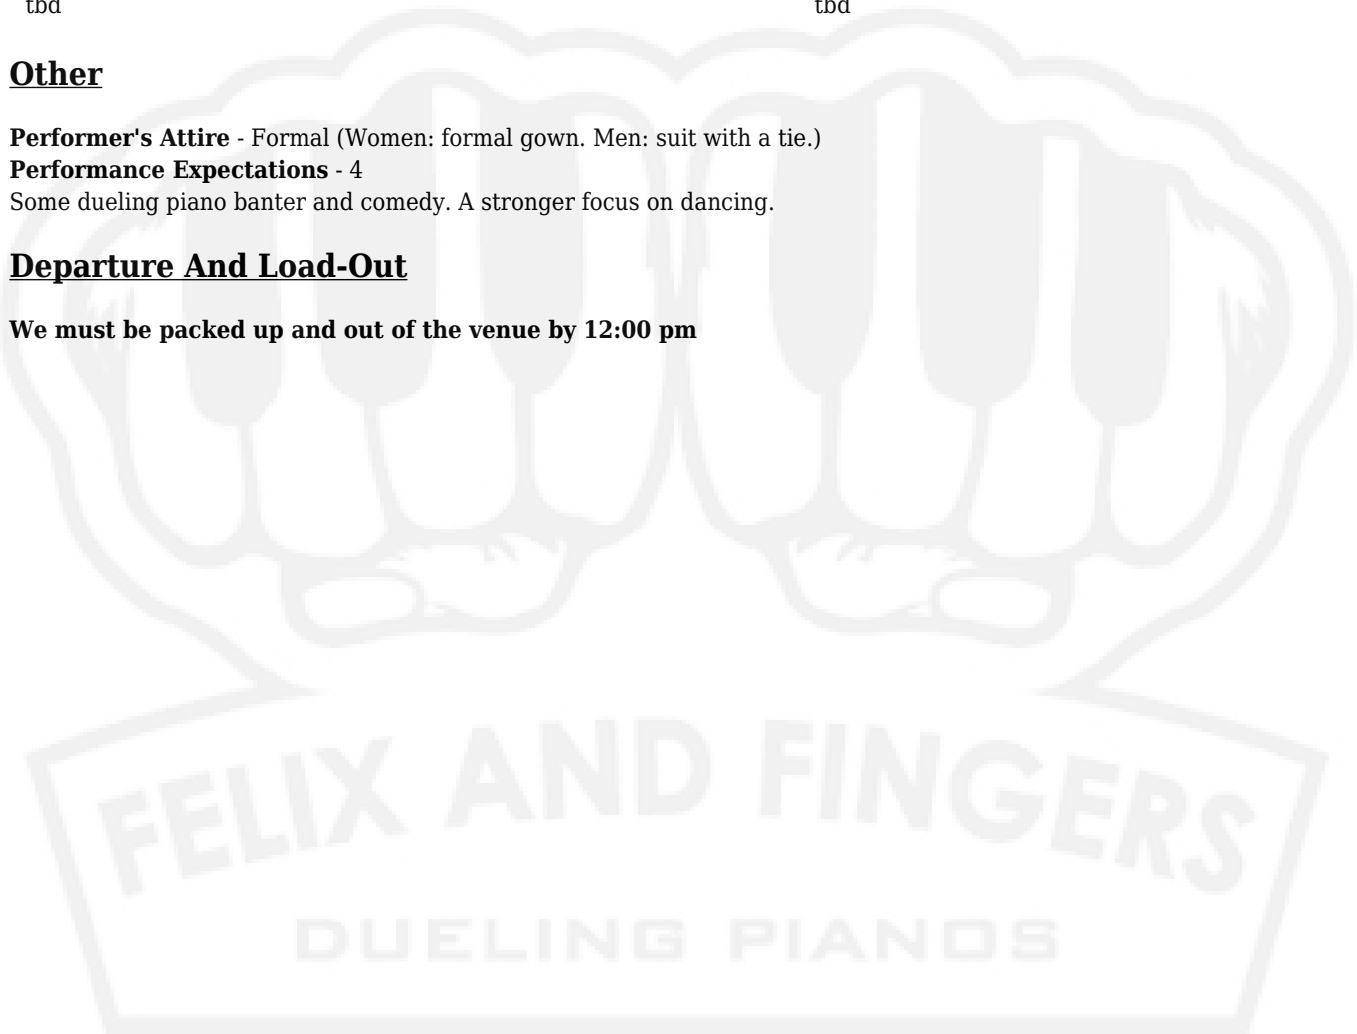 tbd tbd
Other
Performer's Attire - Formal (Women: formal gown. Men: suit with a tie.)
Performance Expectations - 4
Some dueling piano banter and comedy. A stronger focus on dancing.
Departure And Load-Out
We must be packed up and out of the venue by 12:00 pm
FELIX AND FINGERS
DUELING PIANOS